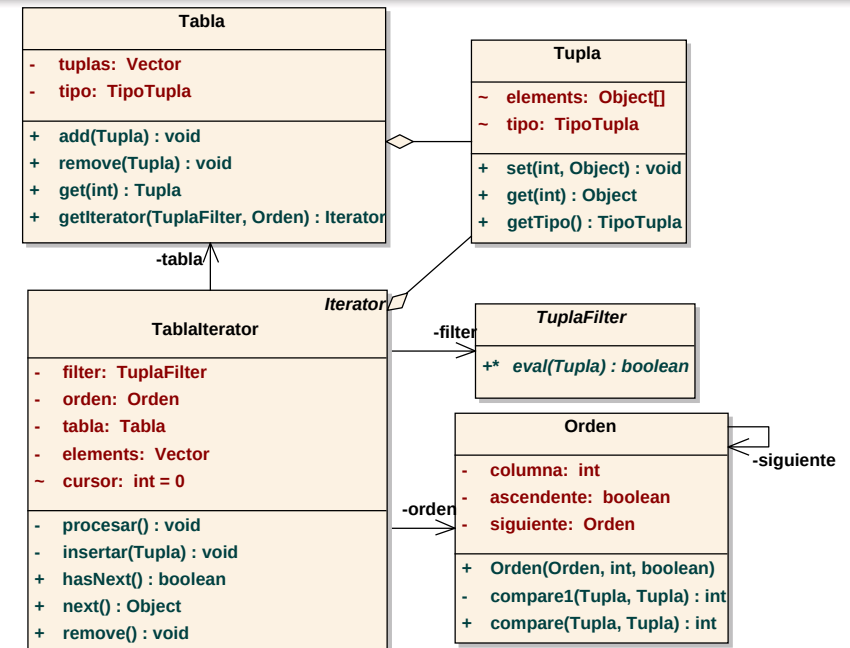 Tabla
- tuplas: Vector
- tipo: TipoTupla
+ add(Tupla) : void
+ remove(Tupla) : void
+ get(int) : Tupla
+ getIterator(TuplaFilter, Orden) : Iterator
Tupla
~ elements: Object[]
~ tipo: TipoTupla
+ set(int, Object) : void
+ get(int) : Object
+ getTipo() : TipoTupla
-tabla
Iterator
TablaIterator
- filter: TuplaFilter
- orden: Orden
- tabla: Tabla
- elements: Vector
~ cursor: int = 0
- procesar() : void
- insertar(Tupla) : void
+ hasNext() : boolean
+ next() : Object
+ remove() : void
-filter
TuplaFilter
+* eval(Tupla) : boolean
-orden
Orden
- columna: int
- ascendente: boolean
- siguiente: Orden
+ Orden(Orden, int, boolean)
- compare1(Tupla, Tupla) : int
+ compare(Tupla, Tupla) : int
-siguiente